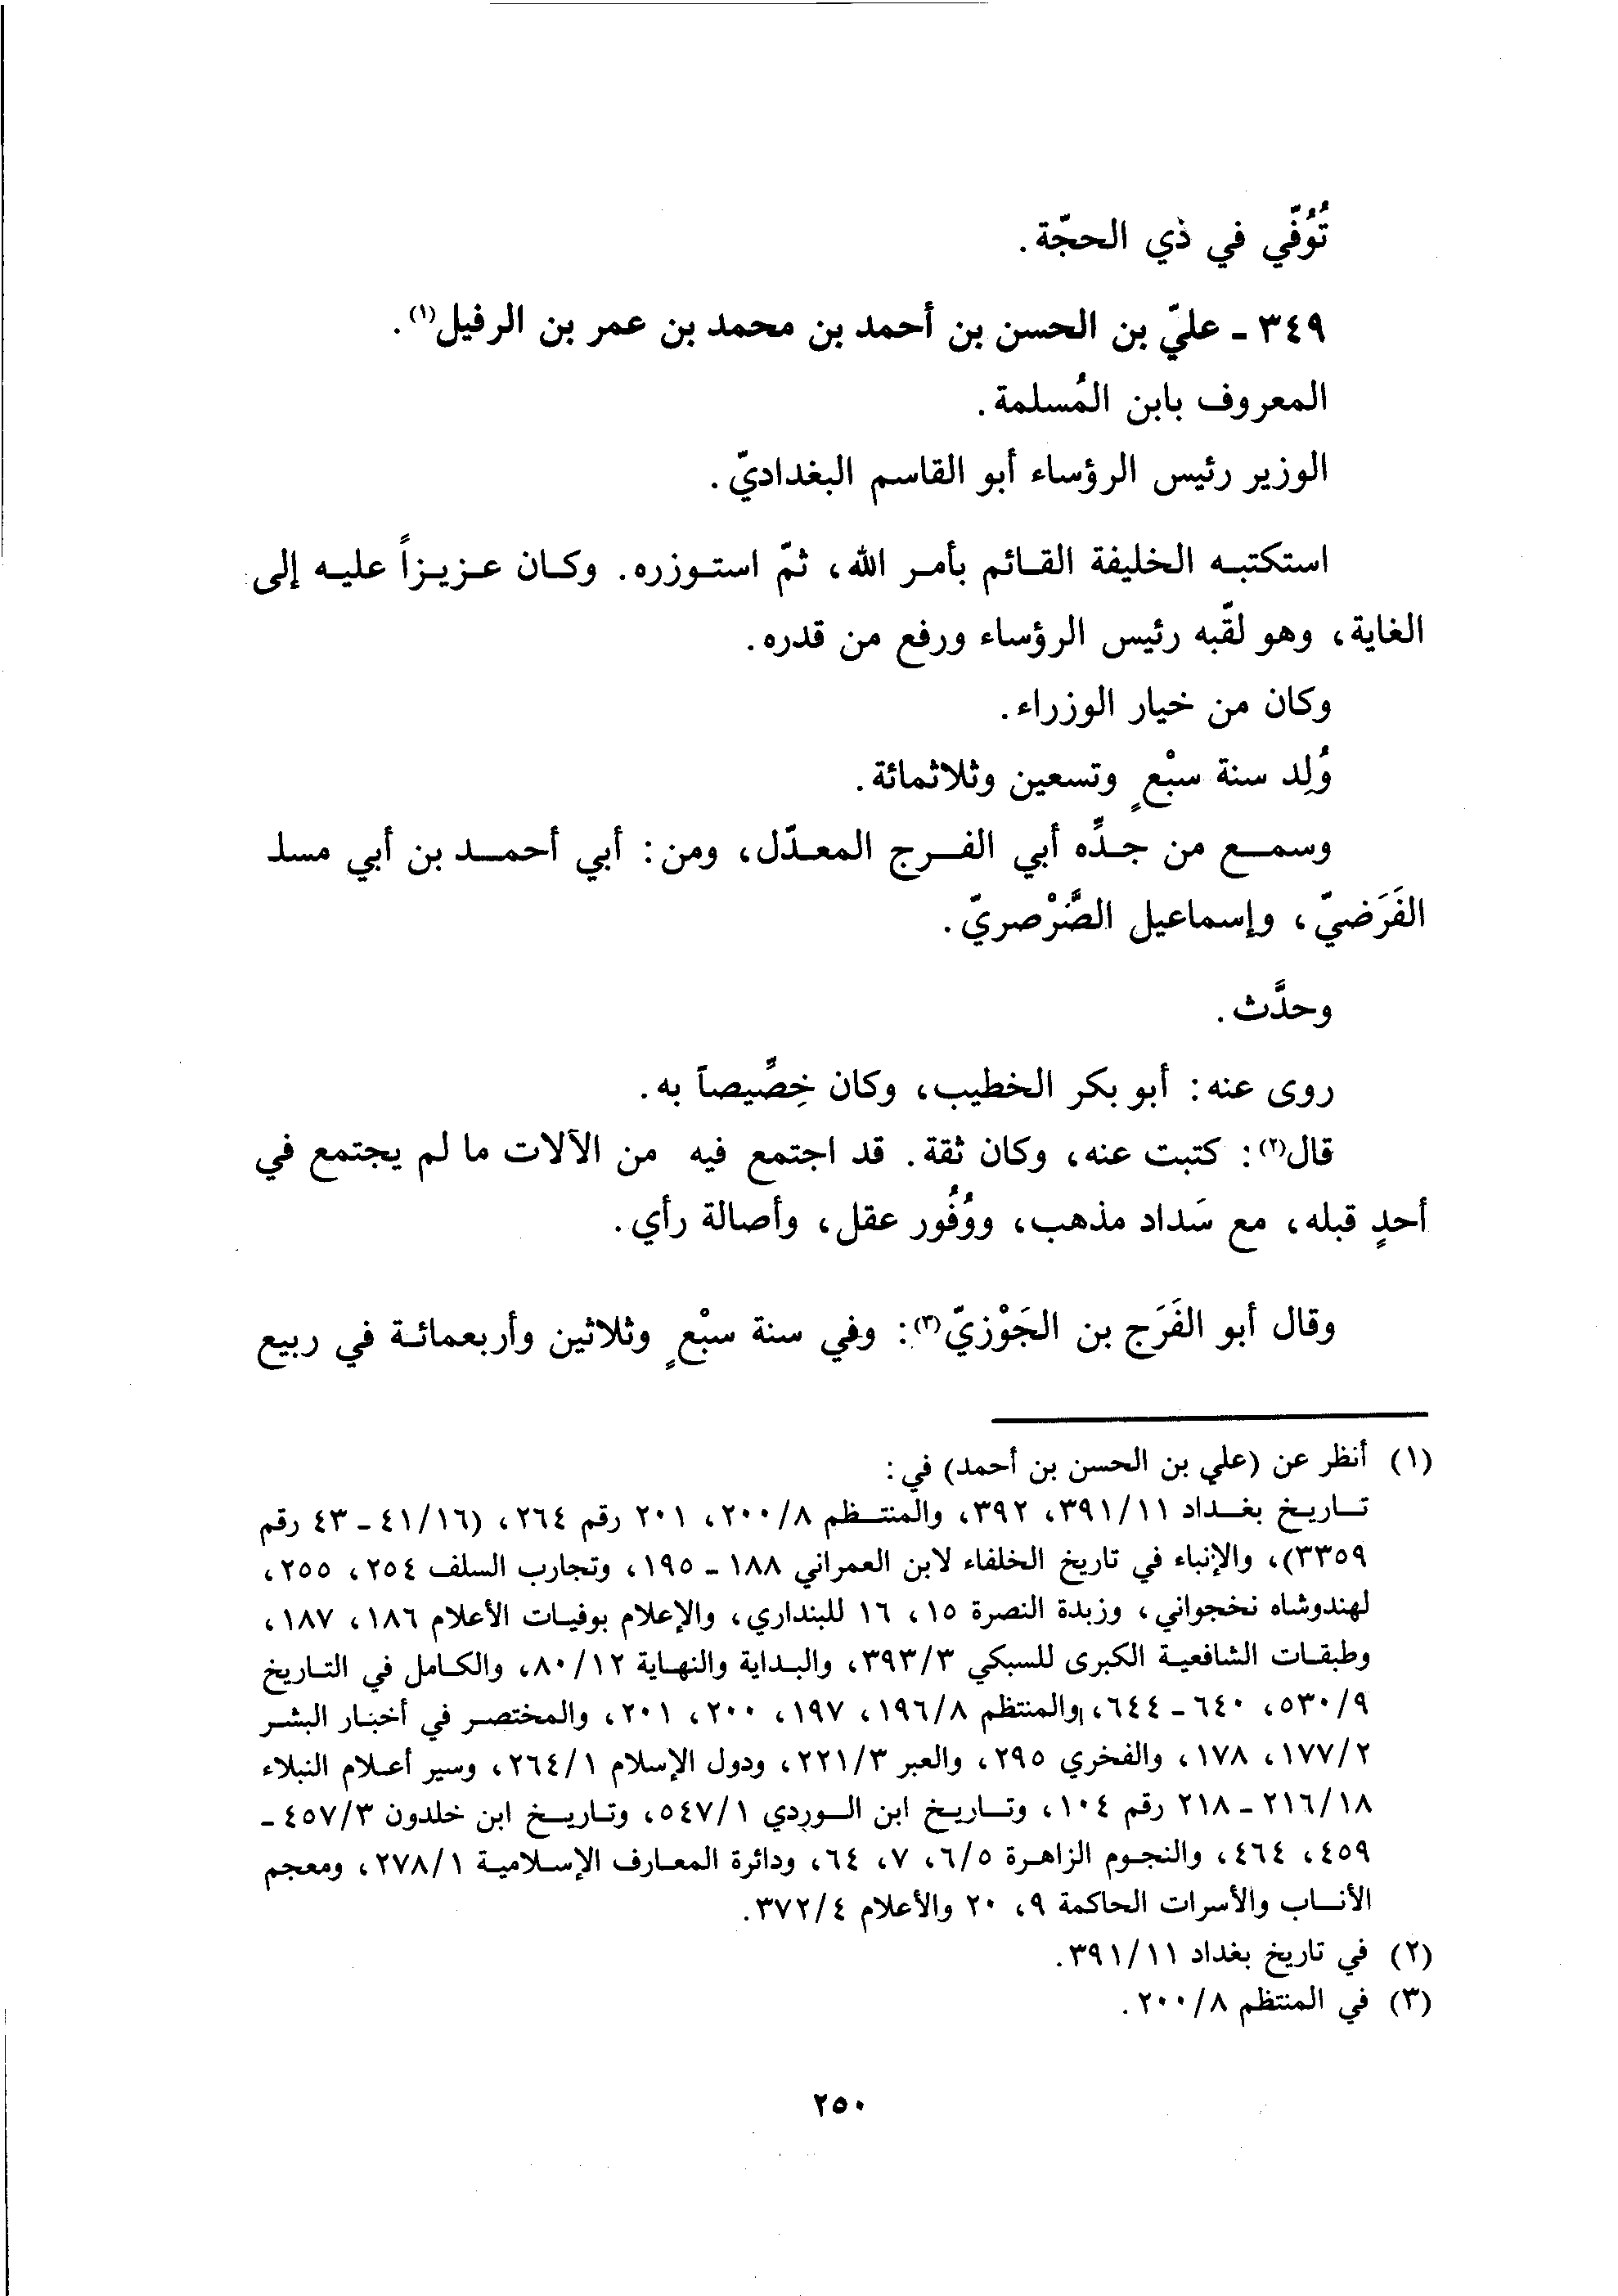 تُوُفّي في ذي الحجّة.
٣٤٩ - عليّ بن الحسن بن أحمد بن محمد بن عمر بن الرفيل(١).
المعروف بابن المُسلمة.
الوزير رئيس الرؤساء أبو القاسم البغداديّ.
استكتبه الخليفة القائم بأمر الله، ثمّ استوزره. وكان عزيزاً عليه إلى
الغاية، وهو لقّبه رئيس الرؤساء ورفع من قدره.
وكان من خيار الوزراء.
وُلِد سنة سبْعٍ وتسعين وثلاثمائة.
وسمع من جدِّه أبي الفرج المعدّل، ومن: أبي أحمد بن أبي مسلـ
الفَرَضيّ، وإسماعيل الصَّرْصريّ.
وحدَّث.
روى عنه: أبو بكر الخطيب، وكان خِصِّيصاً به.
قال(٢): كتبت عنه، وكان ثقة. قد اجتمع فيه من الآلات ما لم يجتمع في
أحدٍ قبله، مع سَداد مذهب، ووُفُور عقل، وأصالة رأي.
وقال أبو الفَرَج بن الجَوْزيّ(٣): وفي سنة سبْعٍ وثلاثين وأربعمائة في ربيع
(١) أنظر عن (علي بن الحسن بن أحمد) في:
تاريخ بغداد ٣٩١/١١، ٣٩٢، والمنتظم ٢٠٠/٨، ٢٠١ رقم ٢٦٤، (٤١/١٦ - ٤٣ رقم
٣٣٥٩)، والإنباء في تاريخ الخلفاء لابن العمراني ١٨٨ - ١٩٥، وتجارب السلف ٢٥٤، ٢٥٥،
لهندوشاه نخجواني، وزبدة النصرة ١٥، ١٦ للبنداري، والإعلام بوفيات الأعلام ١٨٦، ١٨٧،
وطبقات الشافعية الكبرى للسبكي ٣٩٣/٣، والبداية والنهاية ٨٠/١٢، والكامل في التاريخ
٥٣٠/٩، ٦٤٠ - ٦٤٤، والمنتظم ١٩٦/٨، ١٩٧، ٢٠٠، ٢٠١، والمختصر في أخبار البشر
١٧٧/٢، ١٧٨، والفخري ٢٩٥، والعبر ٢٢١/٣، ودول الإسلام ٢٦٤/١، وسير أعلام النبلاء
٢١٦/١٨ - ٢١٨ رقم ١٠٤، وتاريخ ابن الوردي ٥٤٧/١، وتاريخ ابن خلدون ٤٥٧/٣ -
٤٥٩، ٤٦٤، والنجوم الزاهرة ٦/٥، ٧، ٦٤، ودائرة المعارف الإسلامية ٢٧٨/١، ومعجم
الأنساب والأسرات الحاكمة ٩، ٢٠ والأعلام ٣٧٢/٤.
(٢) في تاريخ بغداد ٣٩١/١١.
(٣) في المنتظم ٢٠٠/٨.
٢٥٠